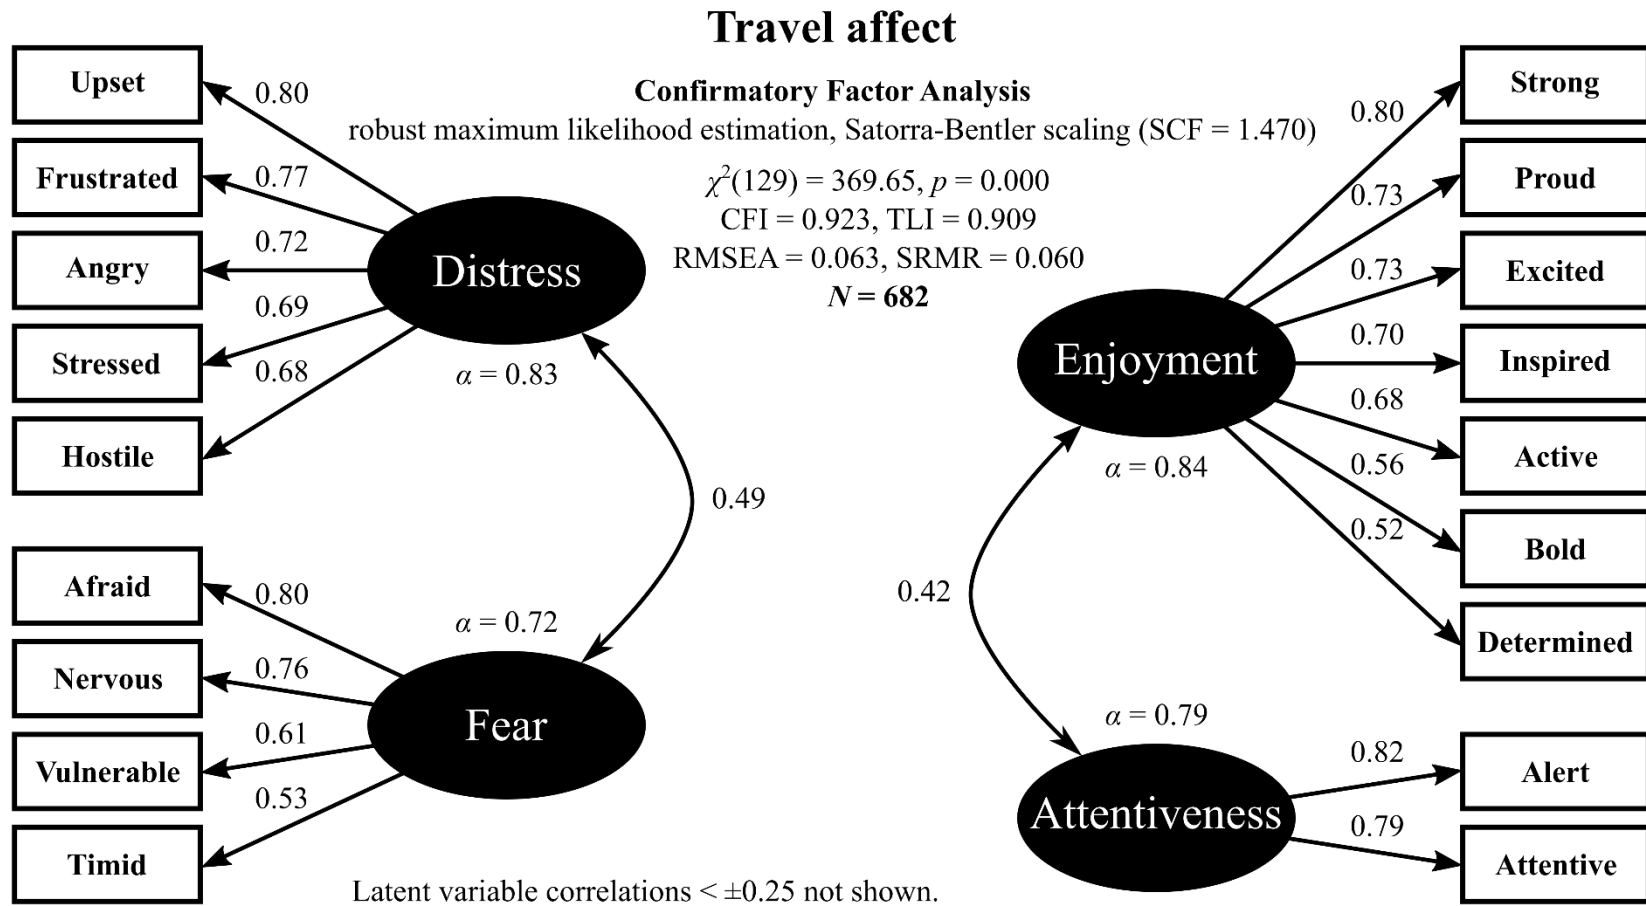 Travel affect
Confirmatory Factor Analysis
robust maximum likelihood estimation, Satorra-Bentler scaling (SCF = 1.470)
χ²(129) = 369.65, p = 0.000
CFI = 0.923, TLI = 0.909
RMSEA = 0.063, SRMR = 0.060
N = 682
Upset
0.80
Frustrated
0.77
Angry
0.72
Stressed
0.69
Hostile
0.68
Distress
α = 0.83
0.49
Afraid
0.80
Nervous
0.76
Vulnerable
0.61
Timid
0.53
α = 0.72
Fear
Strong
0.80
Proud
0.73
Excited
0.73
Inspired
0.70
Active
0.68
Bold
0.56
Determined
0.52
Enjoyment
α = 0.84
0.42
α = 0.79
Attentiveness
Alert
0.82
Attentive
0.79
Latent variable correlations < ±0.25 not shown.